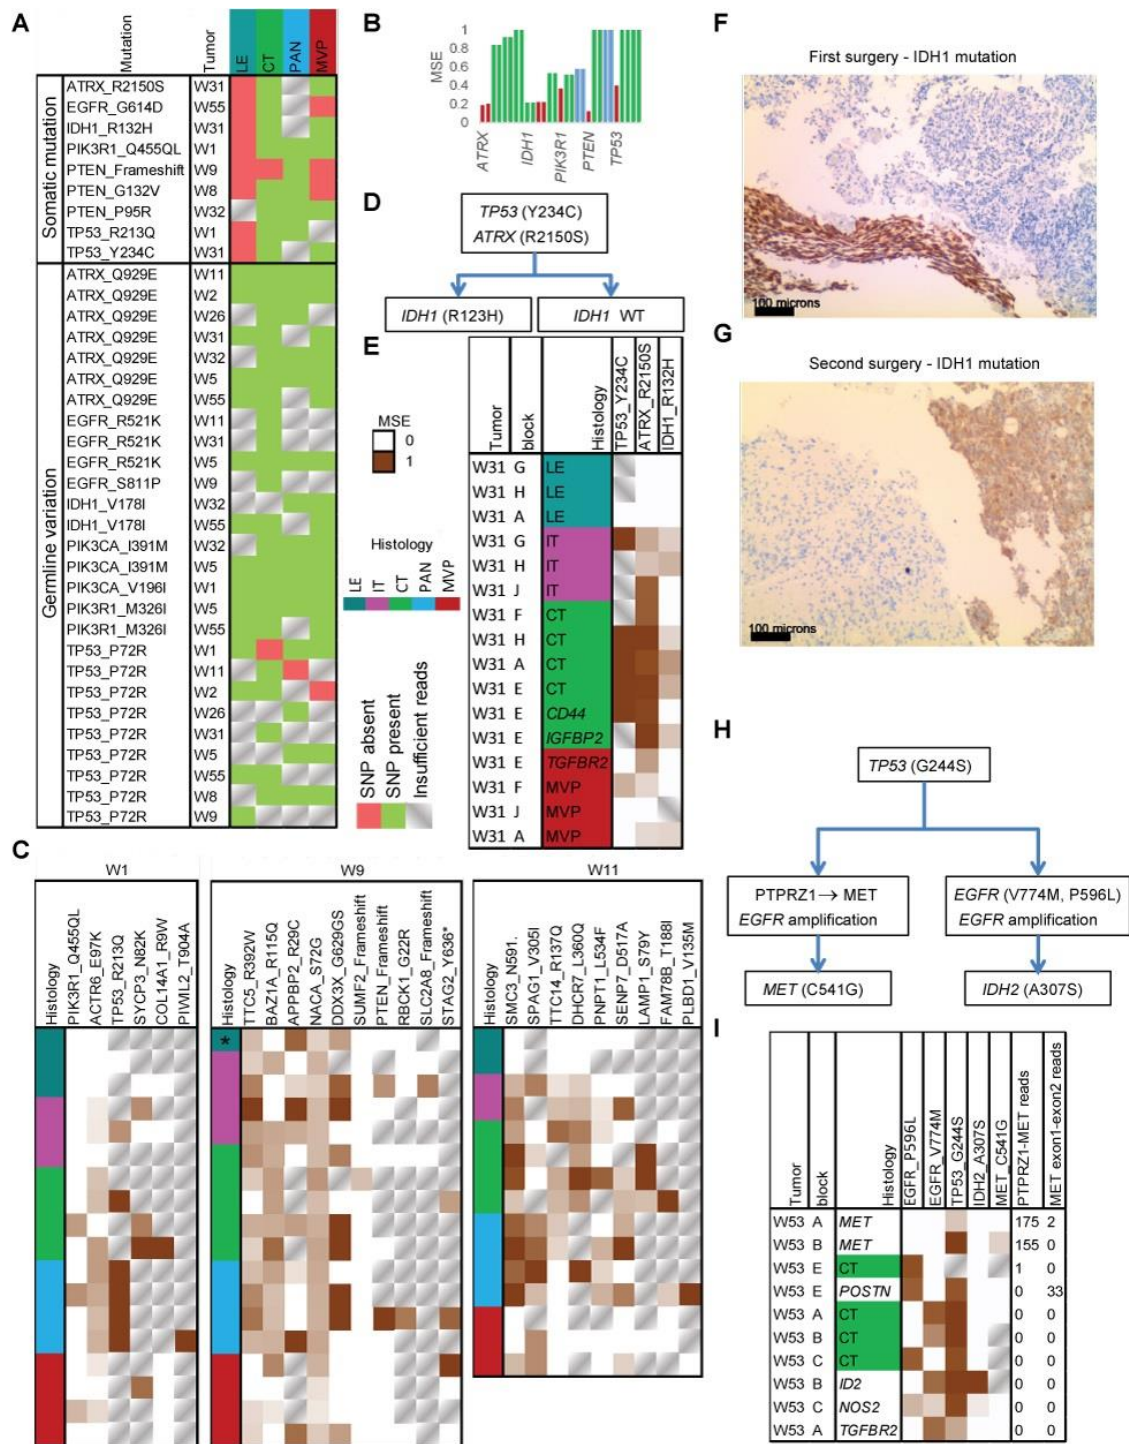 A
Mutation
Tumor
LE
CT
PAN
MVP
Somatic mutation
ATRX_R2150S W31
EGFR_G614D W55
IDH1_R132H W31
PIK3R1_Q455QL W1
PTEN_Frameshift W9
PTEN_G132V W8
PTEN_P95R W32
TP53_R213Q W1
TP53_Y234C W31
Germline variation
ATRX_Q929E W11
ATRX_Q929E W2
ATRX_Q929E W26
ATRX_Q929E W31
ATRX_Q929E W32
ATRX_Q929E W5
ATRX_Q929E W55
EGFR_R521K W11
EGFR_R521K W31
EGFR_R521K W5
EGFR_S811P W9
IDH1_V178I W32
IDH1_V178I W55
PIK3CA_I391M W32
PIK3CA_I391M W5
PIK3CA_V196I W1
PIK3R1_M326I W5
PIK3R1_M326I W55
TP53_P72R W1
TP53_P72R W11
TP53_P72R W2
TP53_P72R W26
TP53_P72R W31
TP53_P72R W5
TP53_P72R W55
TP53_P72R W8
TP53_P72R W9
B
MSE
1
0.8
0.6
0.4
0.2
0
ATRX
IDH1
PIK3R1
PTEN
TP53
D
TP53 (Y234C)
ATRX (R2150S)
IDH1 (R123H)
IDH1 WT
E
MSE
0
1
Histology
LE
IT
CT
PAN
MVP
SNP absent
SNP present
Insufficient reads
Tumor
block
Histology
TP53_Y234C
ATRX_R2150S
IDH1_R132H
W31 G LE
W31 H LE
W31 A LE
W31 G IT
W31 H IT
W31 J IT
W31 F CT
W31 H CT
W31 A CT
W31 E CT
W31 E CD44
W31 E IGFBP2
W31 E TGFBR2
W31 F MVP
W31 J MVP
W31 A MVP
F
First surgery - IDH1 mutation
100 microns
G
Second surgery - IDH1 mutation
100 microns
H
TP53 (G244S)
PTPRZ1→ MET
EGFR amplification
EGFR (V774M, P596L)
EGFR amplification
MET (C541G)
IDH2 (A307S)
C
W1
Histology
PIK3R1_Q455QL
ACTR6_E97K
TP53_R213Q
SYCP3_N82K
COL14A1_R9W
PIWIL2_T904A
W9
Histology
TTC5_R392W
BAZ1A_R115Q
APPBP2_R29C
NACA_S72G
DDX3X_G629GS
SUMF2_Frameshift
PTEN_Frameshift
RBCK1_G22R
SLC2A8_Frameshift
STAG2_Y636*
*
W11
Histology
SMC3_N591.
SPAG1_V305I
TTC14_R137Q
DHCR7_L360Q
PNPT1_L534F
SENP7_D517A
LAMP1_S79Y
FAM78B_T188I
PLBD1_V135M
I
Tumor
block
Histology
EGFR_P596L
EGFR_V774M
TP53_G244S
IDH2_A307S
MET_C541G
PTPRZ1-MET reads
MET exon1-exon2 reads
W53 A MET 175 2
W53 B MET 155 0
W53 E CT 1 0
W53 E POSTN 0 33
W53 A CT 0 0
W53 B CT 0 0
W53 C CT 0 0
W53 B ID2 0 0
W53 C NOS2 0 0
W53 A TGFBR2 0 0